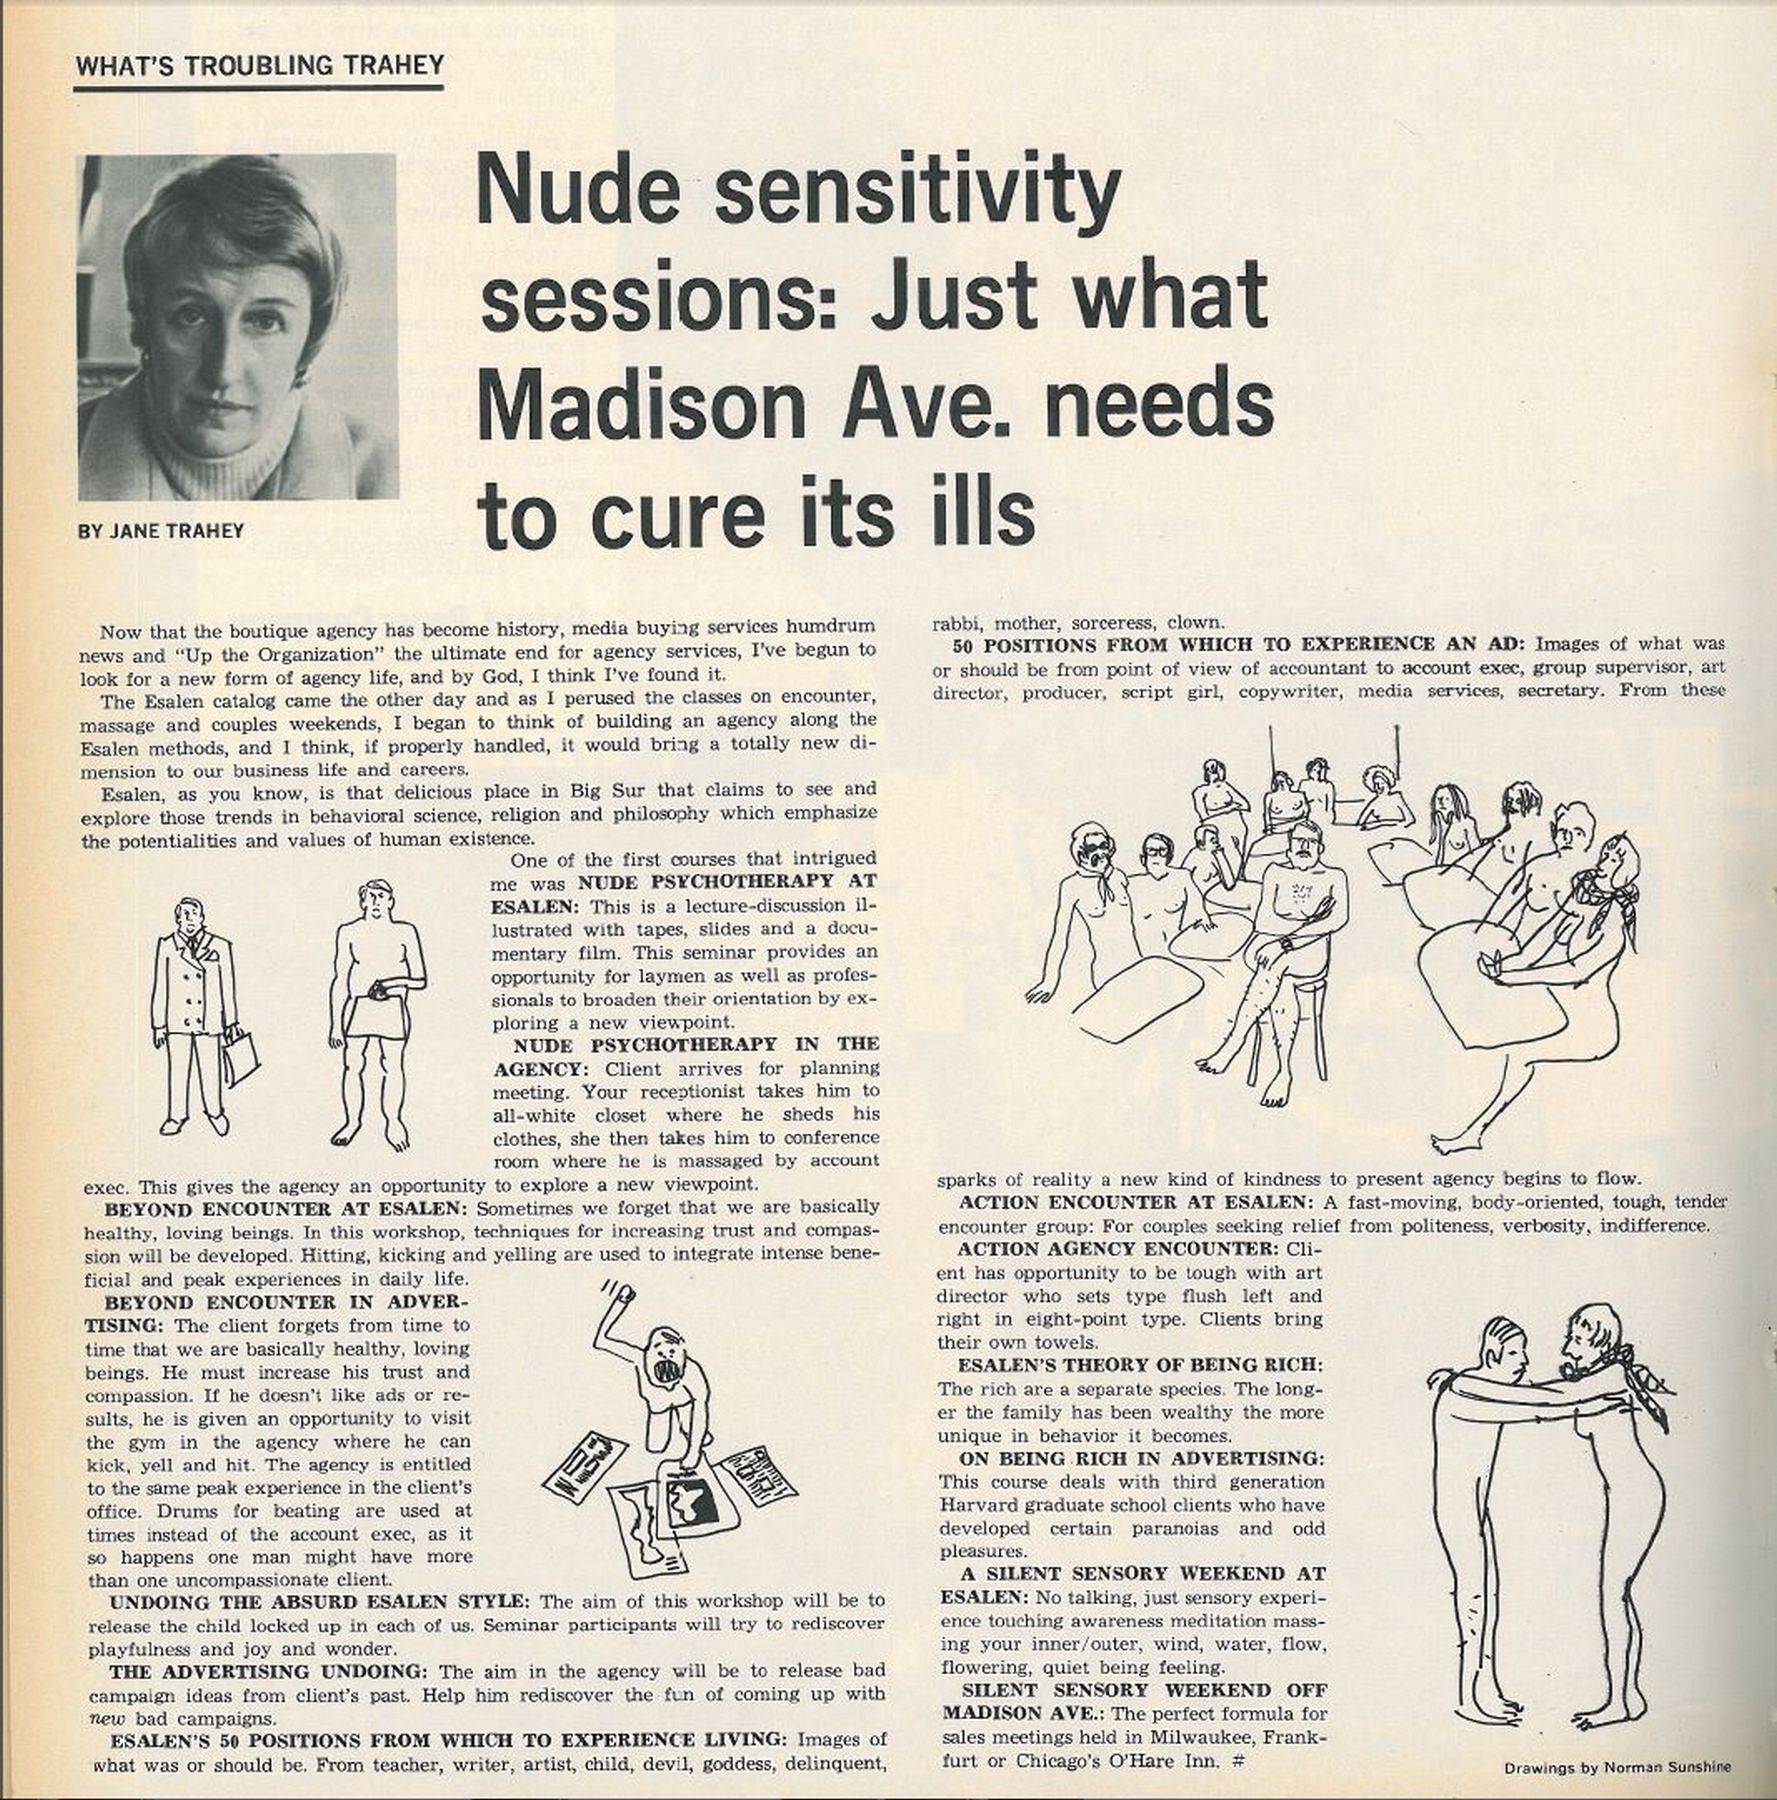 WHAT'S TROUBLING TRAHEY
Nude sensitivity
sessions: Just what
Madison Ave. needs
to cure its ills
BY JANE TRAHEY
Now that the boutique agency has become history, media buying services humdrum
news and "Up the Organization" the ultimate end for agency services, I've begun to
look for a new form of agency life, and by God, I think I've found it.
The Esalen catalog came the other day and as I perused the classes on encounter,
massage and couples weekends, I began to think of building an agency along the
Esalen methods, and I think, if properly handled, it would bring a totally new di-
mension to our business life and careers.
Esalen, as you know, is that delicious place in Big Sur that claims to see and
explore those trends in behavioral science, religion and philosophy which emphasize
the potentialities and values of human existence.
One of the first courses that intrigued
me was NUDE PSYCHOTHERAPY AT
ESALEN: This is a lecture-discussion il-
lustrated with tapes, slides and a docu-
mentary film. This seminar provides an
opportunity for laymen as well as profes-
sionals to broaden their orientation by ex-
ploring a new viewpoint.
NUDE PSYCHOTHERAPY IN THE
AGENCY: Client arrives for planning
meeting. Your receptionist takes him to
all-white closet where he sheds his
clothes, she then takes him to conference
room where he is massaged by account
exec. This gives the agency an opportunity to explore a new viewpoint.
BEYOND ENCOUNTER AT ESALEN: Sometimes we forget that we are basically
healthy, loving beings. In this workshop, techniques for increasing trust and compas-
sion will be developed. Hitting, kicking and yelling are used to integrate intense bene-
ficial and peak experiences in daily life.
BEYOND ENCOUNTER IN ADVER-
TISING: The client forgets from time to
time that we are basically healthy, loving
beings. He must increase his trust and
compassion. If he doesn't like ads or re-
sults, he is given an opportunity to visit
the gym in the agency where he can
kick, yell and hit. The agency is entitled
to the same peak experience in the client's
office. Drums for beating are used at
times instead of the account exec, as it
so happens one man might have more
than one uncompassionate client.
UNDOING THE ABSURD ESALEN STYLE: The aim of this workshop will be to
release the child locked up in each of us. Seminar participants will try to rediscover
playfulness and joy and wonder.
THE ADVERTISING UNDOING: The aim in the agency will be to release bad
campaign ideas from client's past. Help him rediscover the fun of coming up with
new bad campaigns.
ESALEN'S 50 POSITIONS FROM WHICH TO EXPERIENCE LIVING: Images of
what was or should be. From teacher, writer, artist, child, devil, goddess, delinquent,
rabbi, mother, sorceress, clown.
50 POSITIONS FROM WHICH TO EXPERIENCE AN AD: Images of what was
or should be from point of view of accountant to account exec, group supervisor, art
director, producer, script girl, copywriter, media services, secretary. From these
sparks of reality a new kind of kindness to present agency begins to flow.
ACTION ENCOUNTER AT ESALEN: A fast-moving, body-oriented, tough, tender
encounter group: For couples seeking relief from politeness, verbosity, indifference.
ACTION AGENCY ENCOUNTER: Cli-
ent has opportunity to be tough with art
director who sets type flush left and
right in eight-point type. Clients bring
their own towels.
ESALEN'S THEORY OF BEING RICH:
The rich are a separate species. The long-
er the family has been wealthy the more
unique in behavior it becomes.
ON BEING RICH IN ADVERTISING:
This course deals with third generation
Harvard graduate school clients who have
developed certain paranoias and odd
pleasures.
A SILENT SENSORY WEEKEND AT
ESALEN: No talking, just sensory experi-
ence touching awareness meditation mass-
ing your inner/outer, wind, water, flow,
flowering, quiet being feeling.
SILENT SENSORY WEEKEND OFF
MADISON AVE.: The perfect formula for
sales meetings held in Milwaukee, Frank-
furt or Chicago's O'Hare Inn. #
Drawings by Norman Sunshine